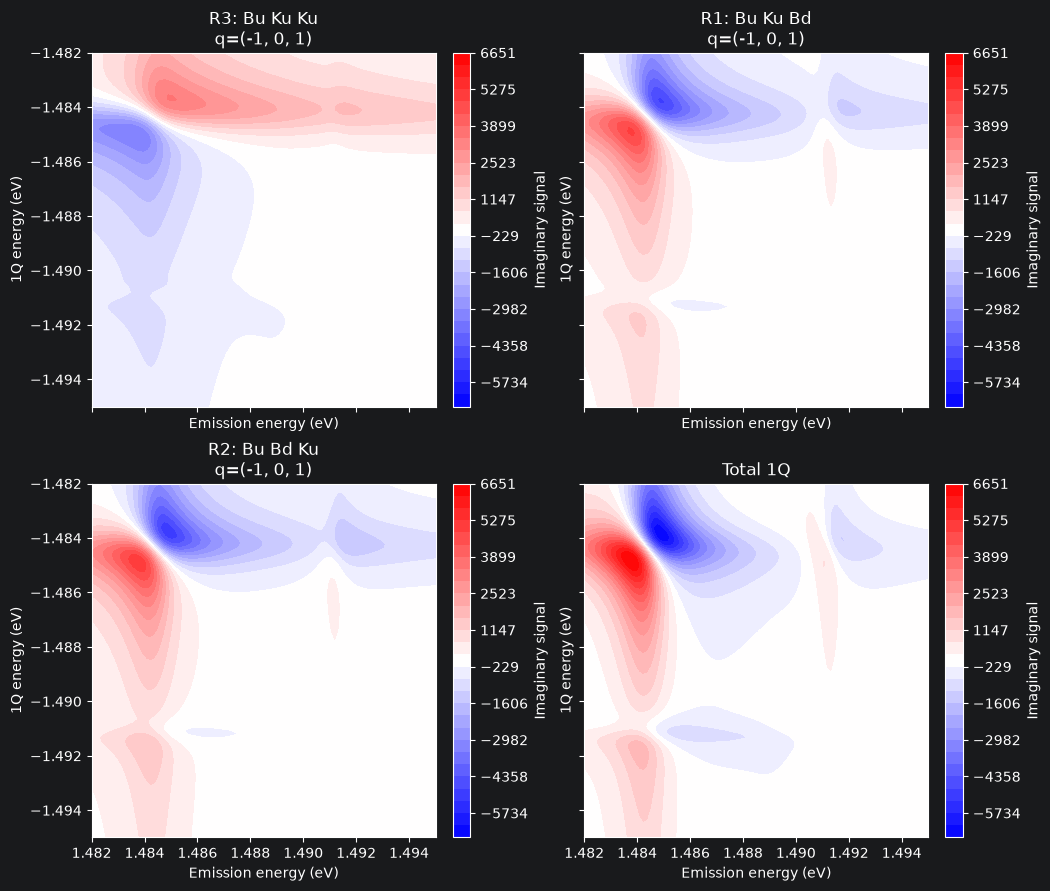 R3: Bu Ku Ku
q=(-1, 0, 1)
−1.482
−1.484
−1.486
−1.488
−1.490
−1.492
−1.494
1Q energy (eV)
Emission energy (eV)
6651
5275
3899
2523
1147
−229
−1606
−2982
−4358
−5734
Imaginary signal
R1: Bu Ku Bd
q=(-1, 0, 1)
1Q energy (eV)
Emission energy (eV)
6651
5275
3899
2523
1147
−229
−1606
−2982
−4358
−5734
Imaginary signal
R2: Bu Bd Ku
q=(-1, 0, 1)
−1.482
−1.484
−1.486
−1.488
−1.490
−1.492
−1.494
1Q energy (eV)
1.482 1.484 1.486 1.488 1.490 1.492 1.494
Emission energy (eV)
6651
5275
3899
2523
1147
−229
−1606
−2982
−4358
−5734
Imaginary signal
Total 1Q
1Q energy (eV)
1.482 1.484 1.486 1.488 1.490 1.492 1.494
Emission energy (eV)
6651
5275
3899
2523
1147
−229
−1606
−2982
−4358
−5734
Imaginary signal